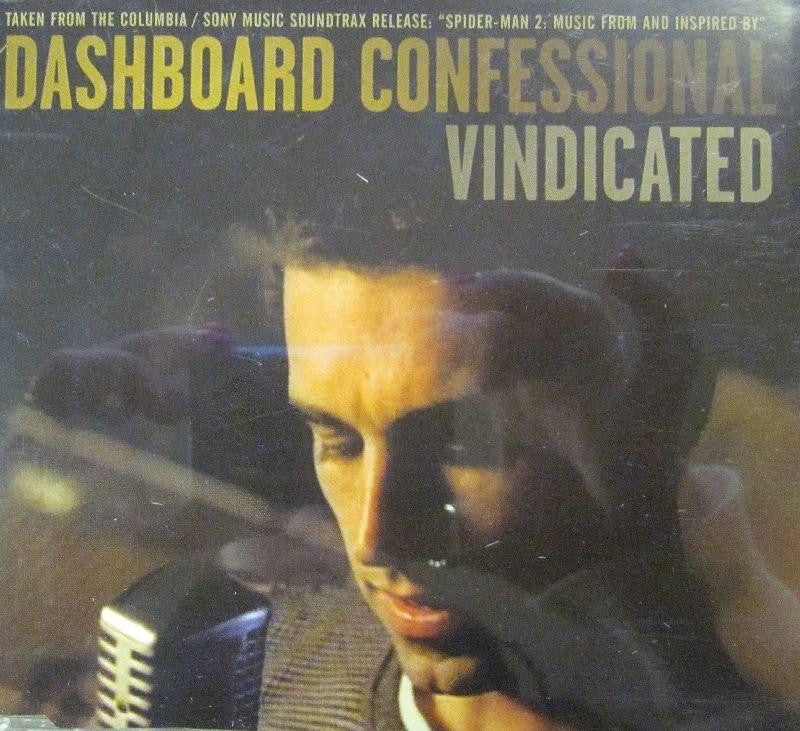 TAKEN FROM THE COLUMBIA / SONY MUSIC SOUNDTRAX RELEASE: "SPIDER-MAN 2: MUSIC FROM AND INSPIRED BY"
DASHBOARD CONFESSIONAL
VINDICATED